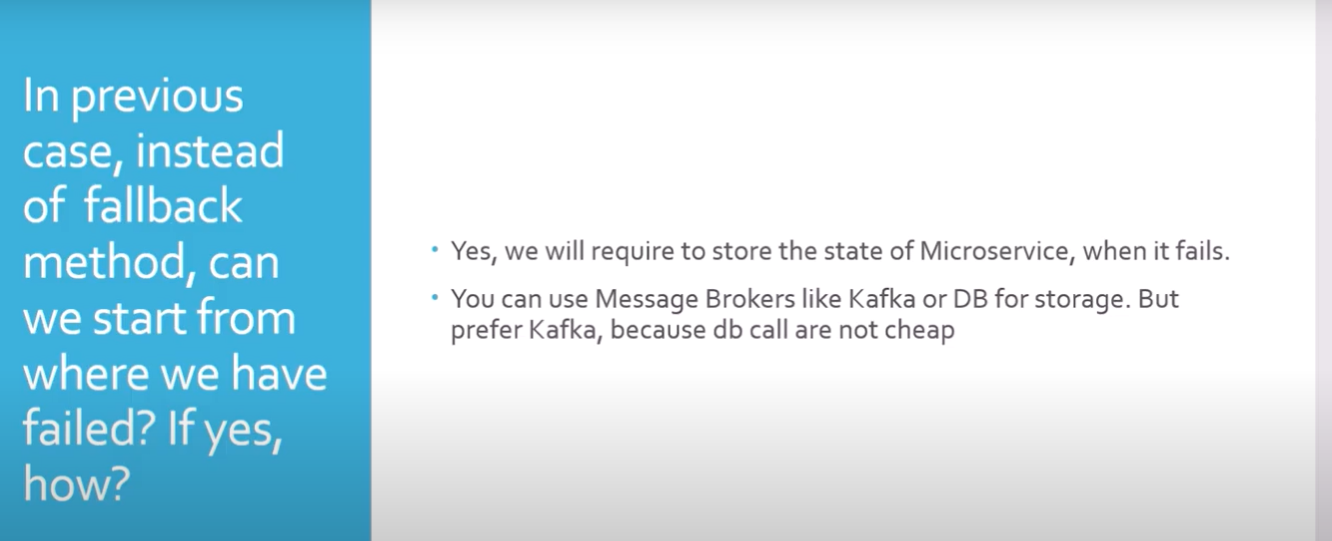 In previous
case, instead
of fallback
method, can
we start from
where we have
failed? If yes,
how?
• Yes, we will require to store the state of Microservice, when it fails.
• You can use Message Brokers like Kafka or DB for storage. But
prefer Kafka, because db call are not cheap